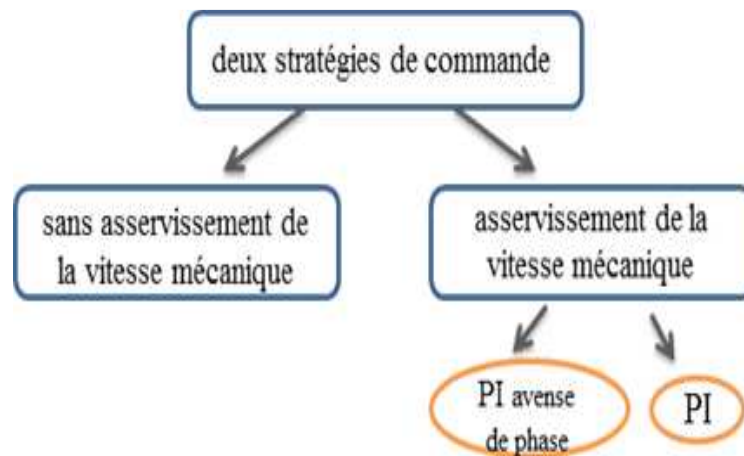 deux stratégies de commande
sans asservissement de
la vitesse mécanique
asservissement de la
vitesse mécanique
PI avense
de phase
PI